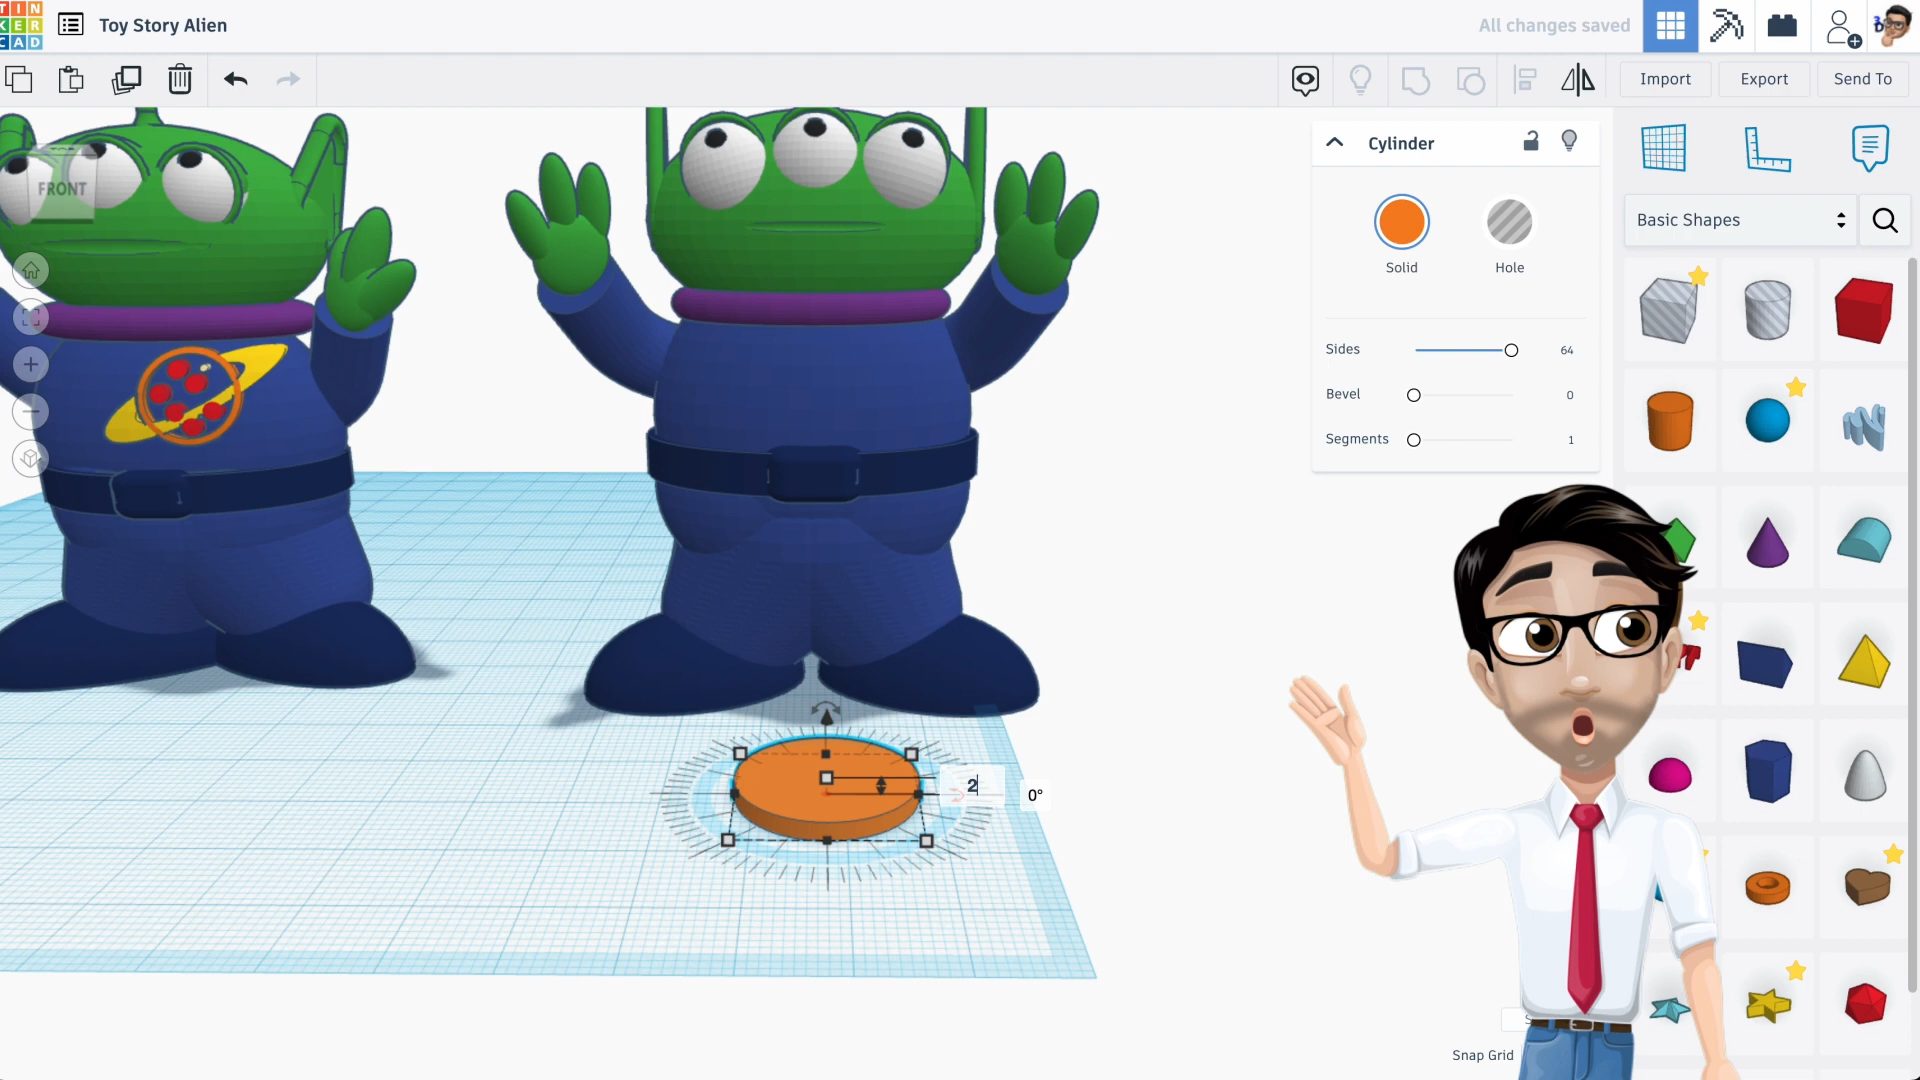 TIN
KER
CAD
Toy Story Alien
All changes saved
Import
Export
Send To
FRONT
Cylinder
Solid
Hole
Sides
64
Bevel
0
Segments
1
Basic Shapes
2
0°
Snap Grid